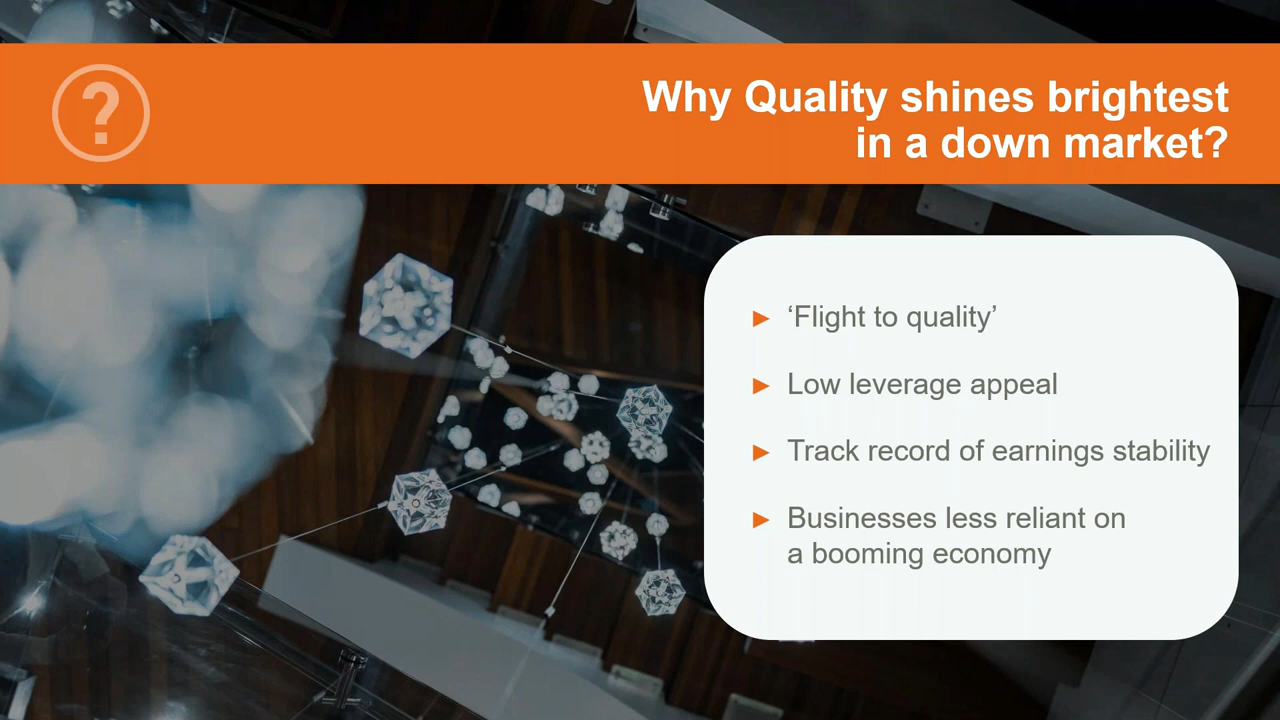 ?
Why Quality shines brightest
in a down market?
► ‘Flight to quality’
► Low leverage appeal
► Track record of earnings stability
► Businesses less reliant on
a booming economy